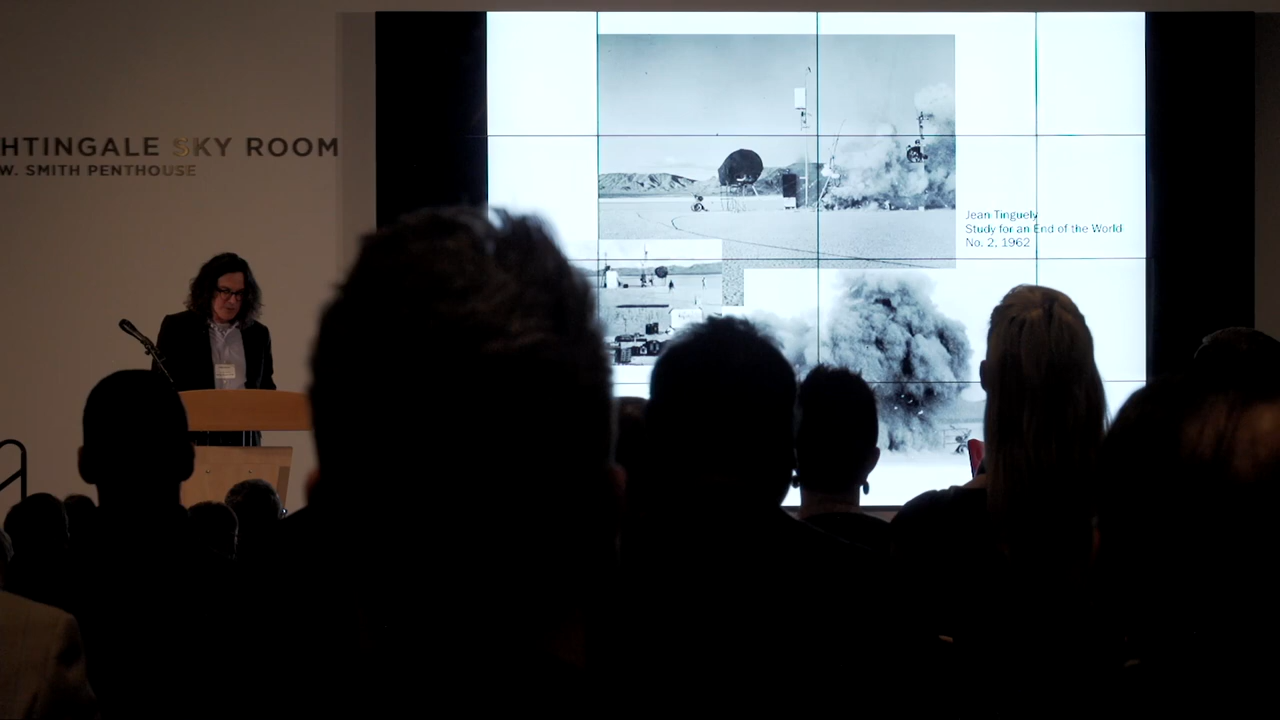 HTINGALE SKY ROOM
W. SMITH PENTHOUSE
Jean Tinguely
Study for an End of the World
No. 2, 1962